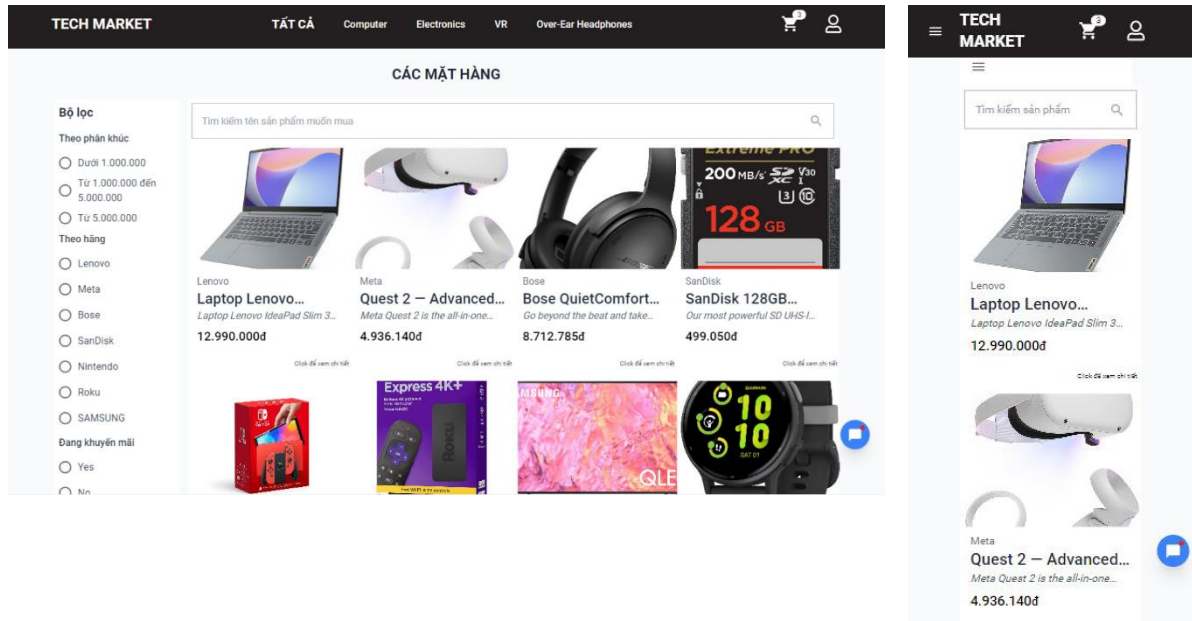 TECH MARKET
TẤT CẢ Computer Electronics VR Over-Ear Headphones
3
CÁC MẶT HÀNG
Bộ lọc
Theo phân khúc
Dưới 1.000.000
Từ 1.000.000 đến
5.000.000
Từ 5.000.000
Theo hãng
Lenovo
Meta
Bose
SanDisk
Nintendo
Roku
SAMSUNG
Đang khuyến mãi
Yes
No
Tìm kiếm tên sản phẩm muốn mua
Extreme PRO
200 MB/s SDXC I V30
3 10
128 GB
Lenovo
Laptop Lenovo...
Laptop Lenovo IdeaPad Slim 3...
12.990.000đ
Click để xem chi tiết
Meta
Quest 2 — Advanced...
Meta Quest 2 is the all-in-one...
4.936.140đ
Click để xem chi tiết
Bose
Bose QuietComfort...
Go beyond the beat and take...
8.712.785đ
Click để xem chi tiết
SanDisk
SanDisk 128GB...
Our most powerful SD UHS-I...
499.050đ
Click để xem chi tiết
Express 4K+
Roku
SAMSUNG
QLE
GARMIN
10
10
SAT 01
TECH
MARKET
3
Tìm kiếm sản phẩm
Lenovo
Laptop Lenovo...
Laptop Lenovo IdeaPad Slim 3...
12.990.000đ
Click để xem chi tiết
Meta
Quest 2 — Advanced...
Meta Quest 2 is the all-in-one...
4.936.140đ